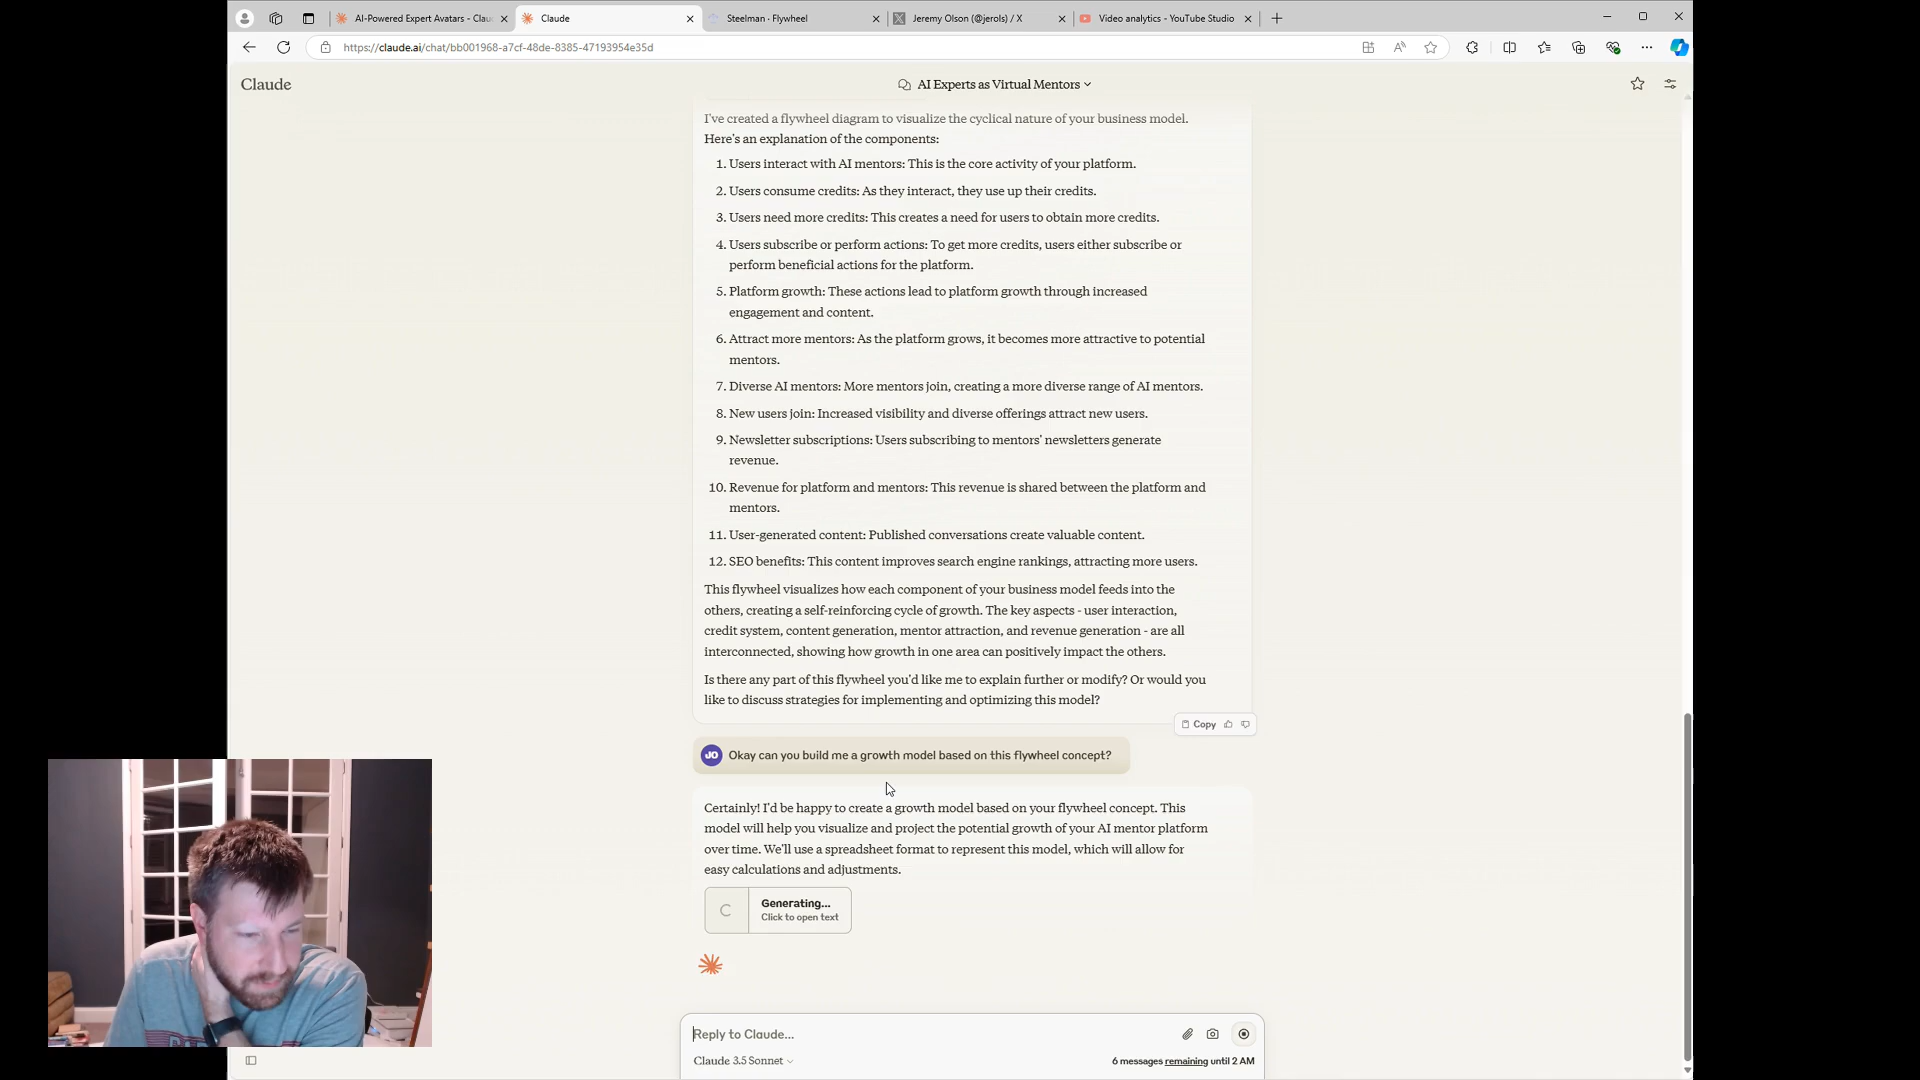 AI-Powered Expert Avatars - Clau
Claude
Steelman · Flywheel
Jeremy Olson (@jerols) / X
Video analytics - YouTube Studio
https://claude.ai/chat/bb001968-a7cf-48de-8385-47193954e35d
Claude
AI Experts as Virtual Mentors
I've created a flywheel diagram to visualize the cyclical nature of your business model.
Here's an explanation of the components:
1. Users interact with AI mentors: This is the core activity of your platform.
2. Users consume credits: As they interact, they use up their credits.
3. Users need more credits: This creates a need for users to obtain more credits.
4. Users subscribe or perform actions: To get more credits, users either subscribe or
perform beneficial actions for the platform.
5. Platform growth: These actions lead to platform growth through increased
engagement and content.
6. Attract more mentors: As the platform grows, it becomes more attractive to potential
mentors.
7. Diverse AI mentors: More mentors join, creating a more diverse range of AI mentors.
8. New users join: Increased visibility and diverse offerings attract new users.
9. Newsletter subscriptions: Users subscribing to mentors' newsletters generate
revenue.
10. Revenue for platform and mentors: This revenue is shared between the platform and
mentors.
11. User-generated content: Published conversations create valuable content.
12. SEO benefits: This content improves search engine rankings, attracting more users.
This flywheel visualizes how each component of your business model feeds into the
others, creating a self-reinforcing cycle of growth. The key aspects - user interaction,
credit system, content generation, mentor attraction, and revenue generation - are all
interconnected, showing how growth in one area can positively impact the others.
Is there any part of this flywheel you'd like me to explain further or modify? Or would you
like to discuss strategies for implementing and optimizing this model?
Copy
JO Okay can you build me a growth model based on this flywheel concept?
Certainly! I'd be happy to create a growth model based on your flywheel concept. This
model will help you visualize and project the potential growth of your AI mentor platform
over time. We'll use a spreadsheet format to represent this model, which will allow for
easy calculations and adjustments.
Generating...
Click to open text
Reply to Claude...
Claude 3.5 Sonnet
6 messages remaining until 2 AM